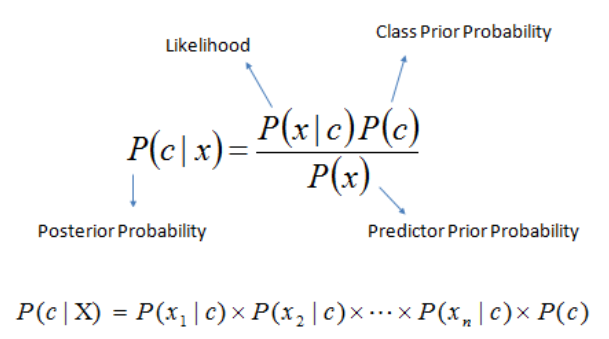 Class Prior Probability
Likelihood
P(c | x) = P(x | c)P(c) / P(x)
Posterior Probability
Predictor Prior Probability
P(c | X) = P(x₁ | c) × P(x₂ | c) × ⋯ × P(xₙ | c) × P(c)